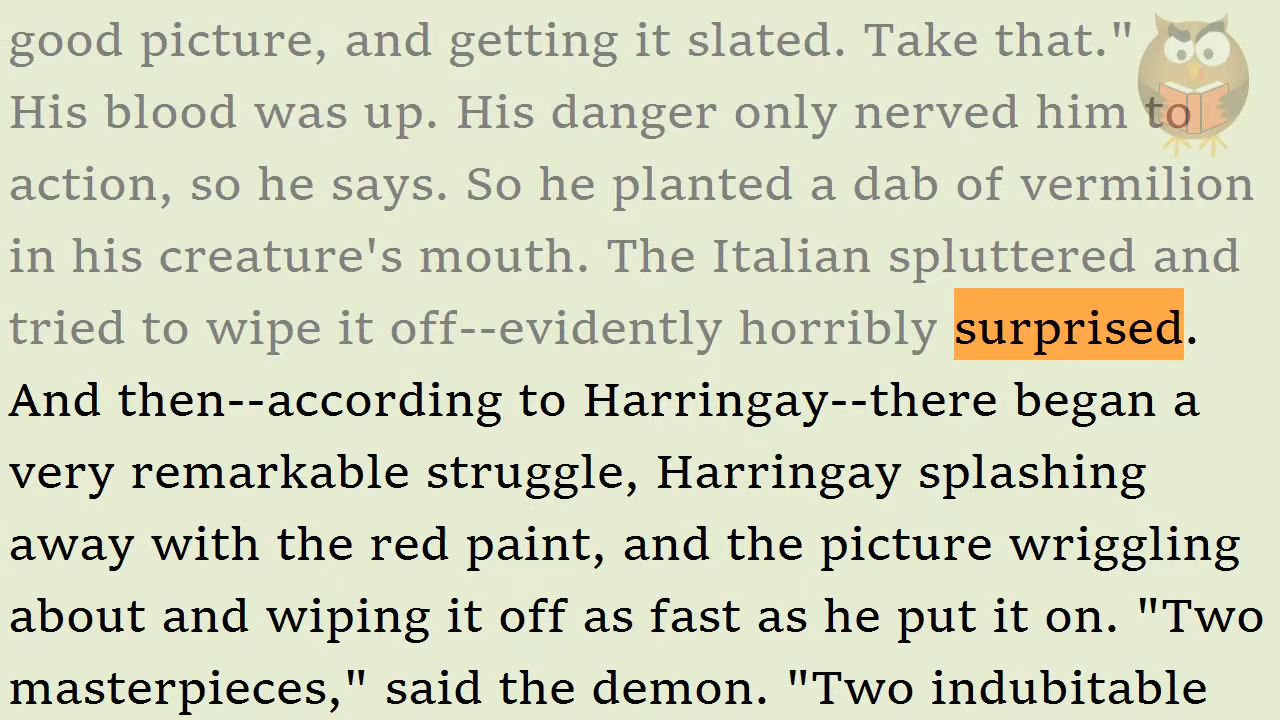 good picture, and getting it slated. Take that."
His blood was up. His danger only nerved him to
action, so he says. So he planted a dab of vermilion
in his creature's mouth. The Italian spluttered and
tried to wipe it off--evidently horribly surprised.
And then--according to Harringay--there began a
very remarkable struggle, Harringay splashing
away with the red paint, and the picture wriggling
about and wiping it off as fast as he put it on. "Two
masterpieces," said the demon. "Two indubitable